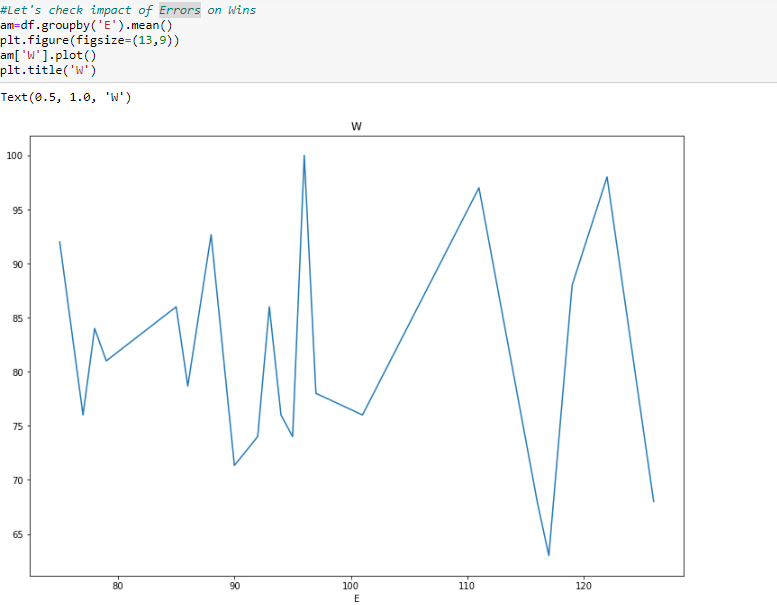 #Let's check impact of Errors on Wins
am=df.groupby('E').mean()
plt.figure(figsize=(13,9))
am['W'].plot()
plt.title('W')
Text(0.5, 1.0, 'W')
W
100
95
90
85
80
75
70
65
80 90 100 110 120
E